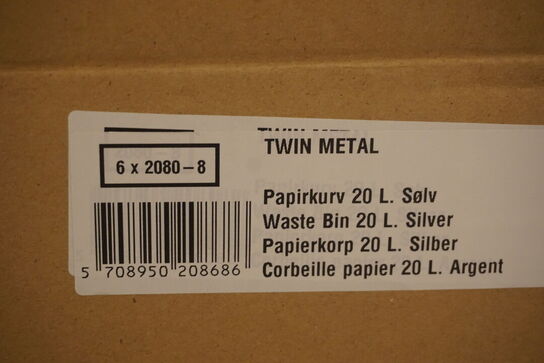 TWIN METAL
6 x 2080-8
Papirkurv 20 L. Sølv
Waste Bin 20 L. Silver
Papierkorp 20 L. Silber
Corbeille papier 20 L. Argent
5 708950 208686